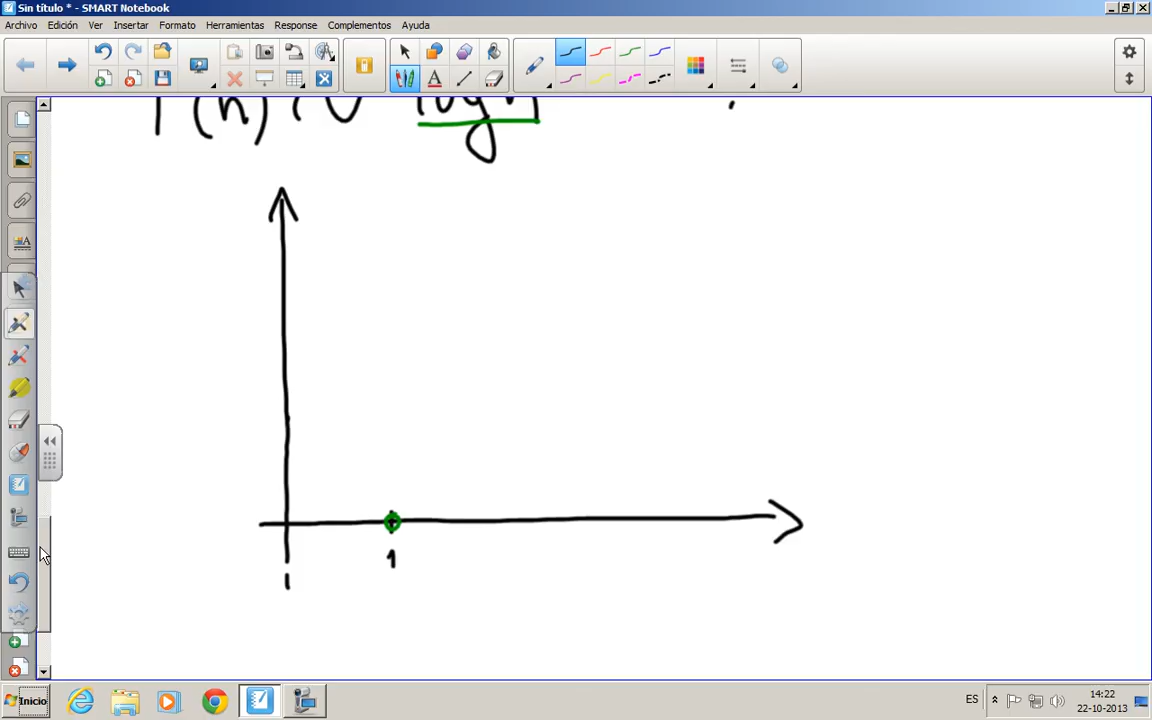 Sin título * - SMART Notebook
Archivo Edición Ver Insertar Formato Herramientas Response Complementos Ayuda
log n
1
Inicio
ES
14:22
22-10-2013